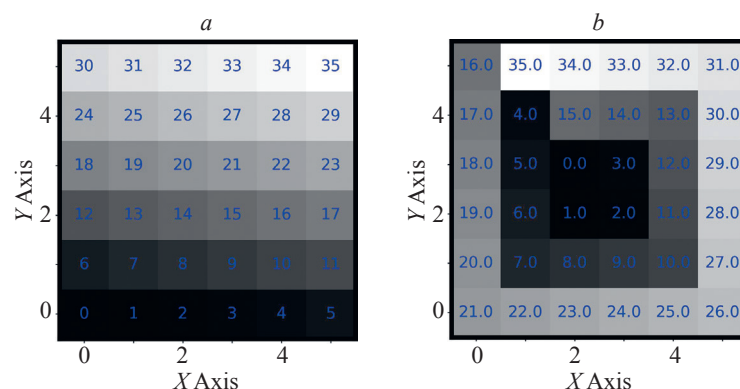 a
30 31 32 33 34 35
24 25 26 27 28 29
18 19 20 21 22 23
12 13 14 15 16 17
6 7 8 9 10 11
0 1 2 3 4 5
4
2
0
Y Axis
0 2 4
X Axis
b
16.0 35.0 34.0 33.0 32.0 31.0
17.0 4.0 15.0 14.0 13.0 30.0
18.0 5.0 0.0 3.0 12.0 29.0
19.0 6.0 1.0 2.0 11.0 28.0
20.0 7.0 8.0 9.0 10.0 27.0
21.0 22.0 23.0 24.0 25.0 26.0
4
2
0
Y Axis
0 2 4
X Axis